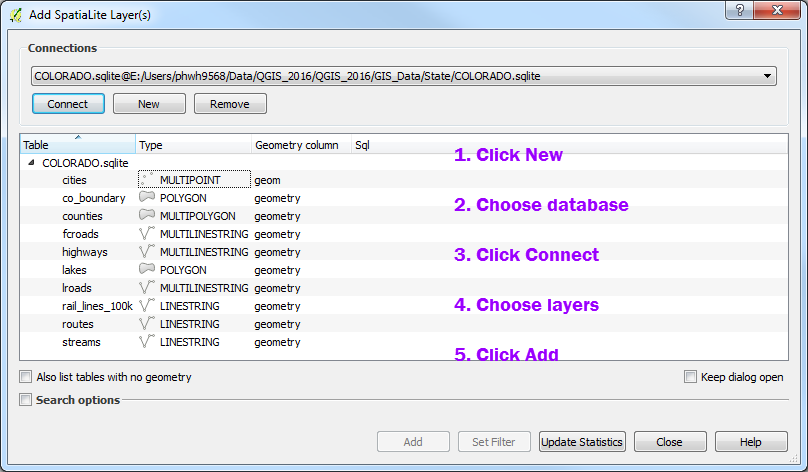 Add SpatiaLite Layer(s)
Connections
COLORADO.sqlite@E:/Users/phwh9568/Data/QGIS_2016/QGIS_2016/GIS_Data/State/COLORADO.sqlite
Connect New Remove
Table Type Geometry column Sql
COLORADO.sqlite
cities MULTIPOINT geom
co_boundary POLYGON geometry
counties MULTIPOLYGON geometry
fcroads MULTILINESTRING geometry
highways MULTILINESTRING geometry
lakes POLYGON geometry
lroads MULTILINESTRING geometry
rail_lines_100k LINESTRING geometry
routes LINESTRING geometry
streams LINESTRING geometry
1. Click New
2. Choose database
3. Click Connect
4. Choose layers
5. Click Add
Also list tables with no geometry Keep dialog open
Search options
Add Set Filter Update Statistics Close Help